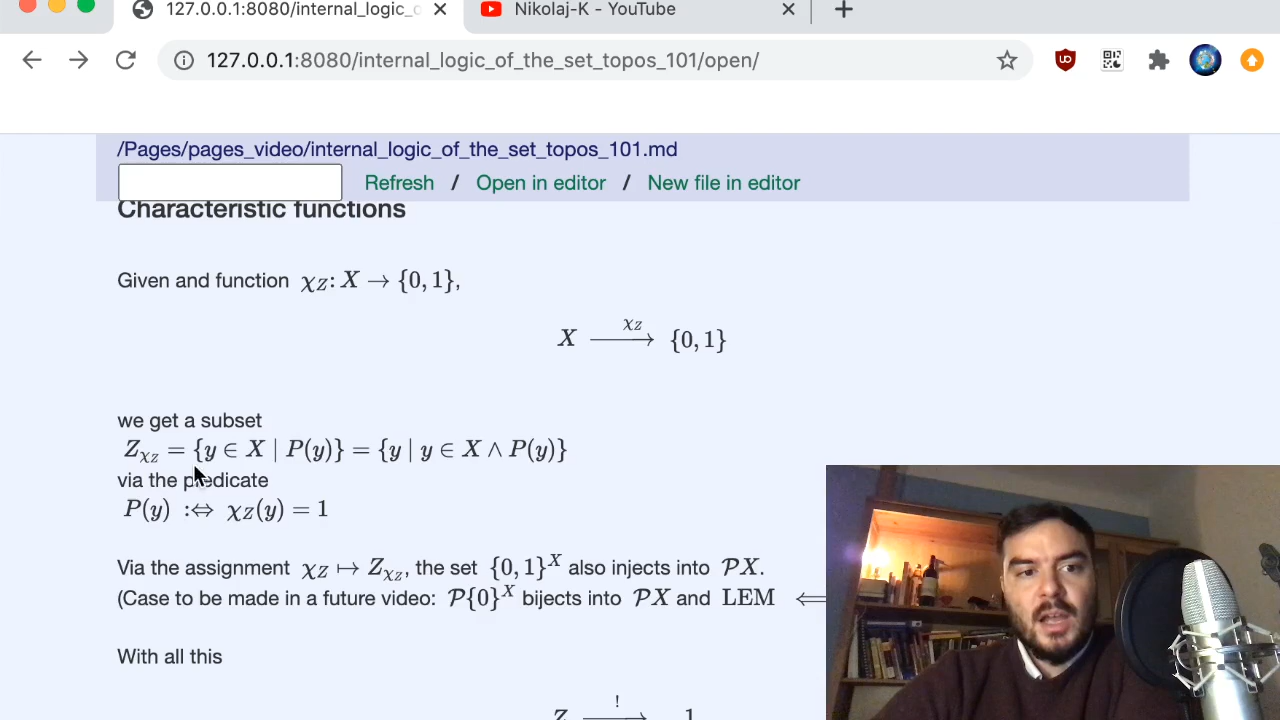 127.0.0.1:8080/internal_logic_o
Nikolaj-K - YouTube
127.0.0.1:8080/internal_logic_of_the_set_topos_101/open/
/Pages/pages_video/internal_logic_of_the_set_topos_101.md
Refresh / Open in editor / New file in editor
Characteristic functions
Given and function χ_Z : X → {0, 1},
X ⟶^{χ_Z} {0, 1}
we get a subset
Z_{χ_Z} = {y ∈ X | P(y)} = {y | y ∈ X ∧ P(y)}
via the predicate
P(y) :⇔ χ_Z(y) = 1
Via the assignment χ_Z ↦ Z_{χ_Z}, the set {0, 1}^X also injects into 𝒫X.
(Case to be made in a future video: 𝒫{0}^X bijects into 𝒫X and LEM ⟸
With all this
Z ⟶^{!} 1